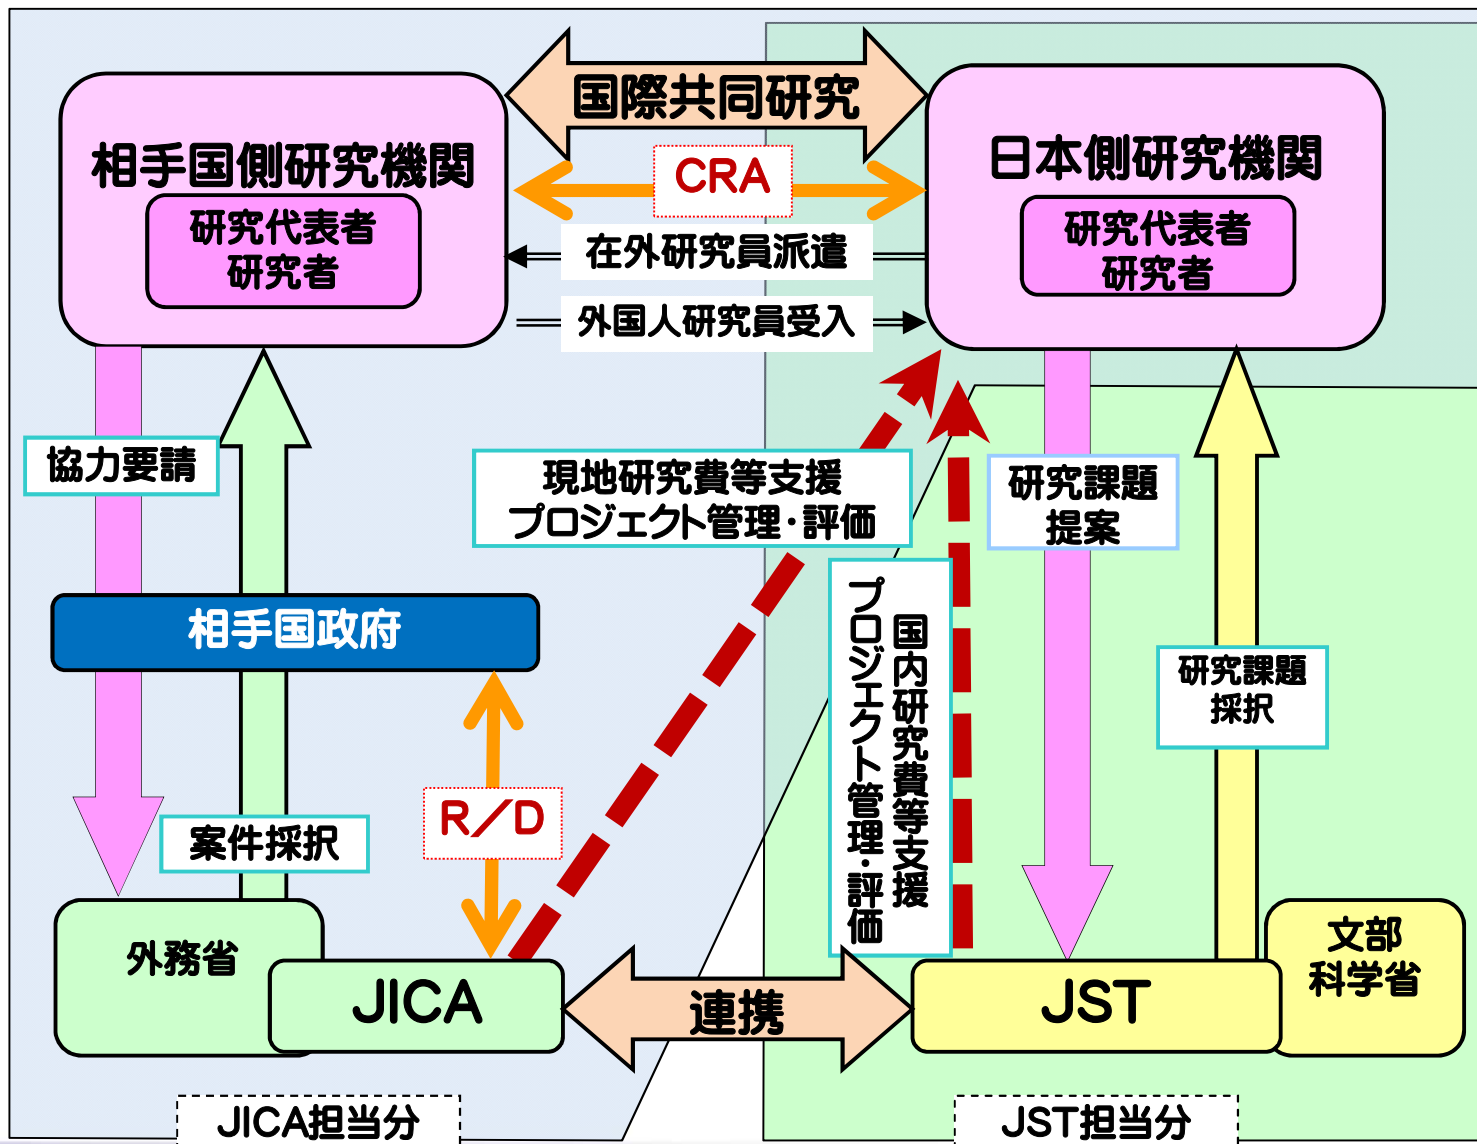 国際共同研究
相手国側研究機関
研究代表者
研究者
CRA
日本側研究機関
研究代表者
研究者
在外研究員派遣
外国人研究員受入
協力要請
現地研究費等支援
プロジェクト管理・評価
研究課題
提案
相手国政府
国内研究費等支援
プロジェクト管理・評価
研究課題
採択
R/D
案件採択
外務省
JICA
連携
JST
文部
科学省
JICA担当分
JST担当分